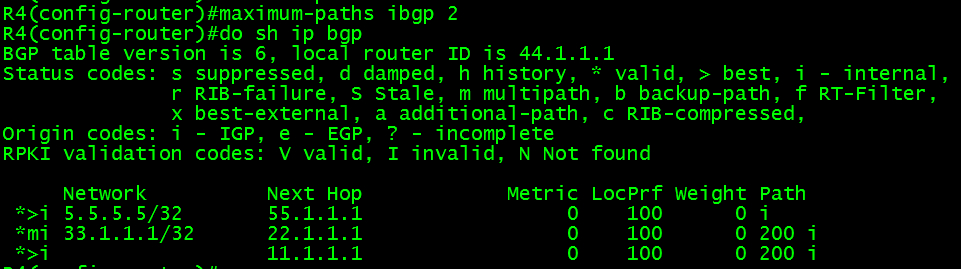 R4(config-router)#maximum-paths ibgp 2
R4(config-router)#do sh ip bgp
BGP table version is 6, local router ID is 44.1.1.1
Status codes: s suppressed, d damped, h history, * valid, > best, i - internal,
              r RIB-failure, S Stale, m multipath, b backup-path, f RT-Filter,
              x best-external, a additional-path, c RIB-compressed,
Origin codes: i - IGP, e - EGP, ? - incomplete
RPKI validation codes: V valid, I invalid, N Not found

     Network          Next Hop            Metric LocPrf Weight Path
 *>i 5.5.5.5/32       55.1.1.1                 0    100      0 i
 *mi 33.1.1.1/32      22.1.1.1                 0    100      0 200 i
 *>i                  11.1.1.1                 0    100      0 200 i
R4(config-router)#